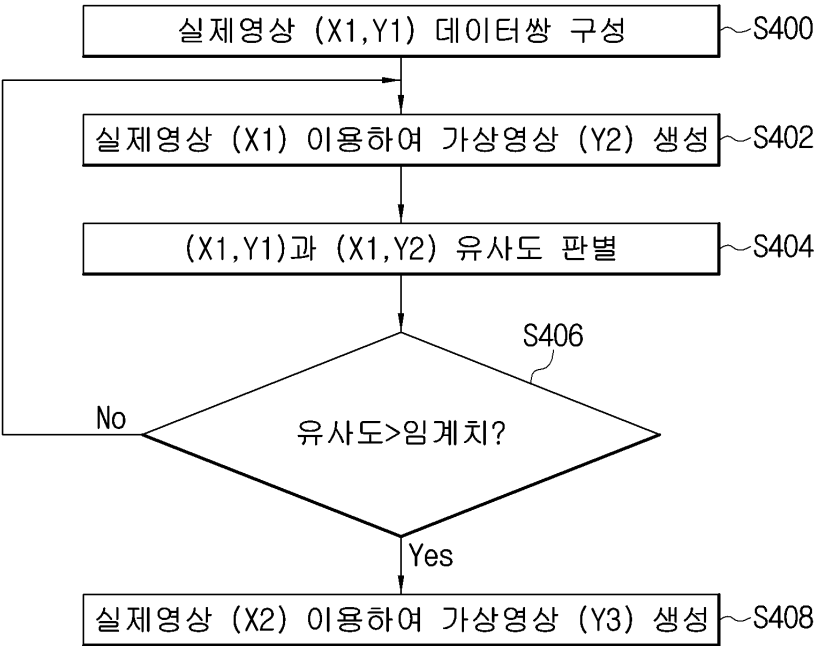 실제영상 (X1,Y1) 데이터쌍 구성 S400
실제영상 (X1) 이용하여 가상영상 (Y2) 생성 S402
(X1,Y1)과 (X1,Y2) 유사도 판별 S404
S406
No
유사도>임계치?
Yes
실제영상 (X2) 이용하여 가상영상 (Y3) 생성 S408